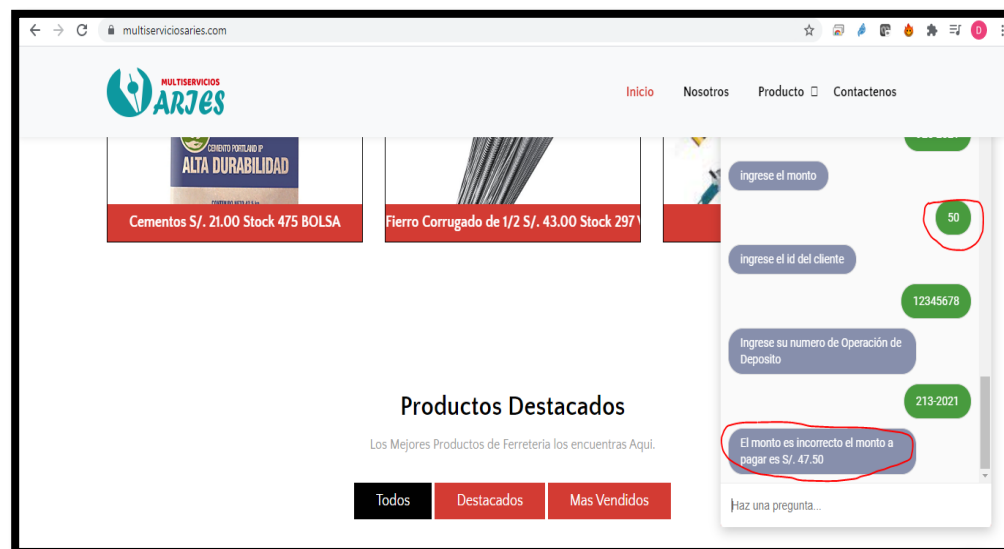 multiserviciosaries.com
D
MULTISERVICIOS
ARIES
Inicio Nosotros Producto Contactenos
CEMENTO PORTLAND IP
ALTA DURABILIDAD
Cementos S/. 21.00 Stock 475 BOLSA
Fierro Corrugado de 1/2 S/. 43.00 Stock 297
ingrese el monto
50
ingrese el id del cliente
12345678
Ingrese su numero de Operación de
Deposito
213-2021
El monto es incorrecto el monto a
pagar es S/. 47.50
Haz una pregunta...
Productos Destacados
Los Mejores Productos de Ferreteria los encuentras Aqui.
Todos Destacados Mas Vendidos